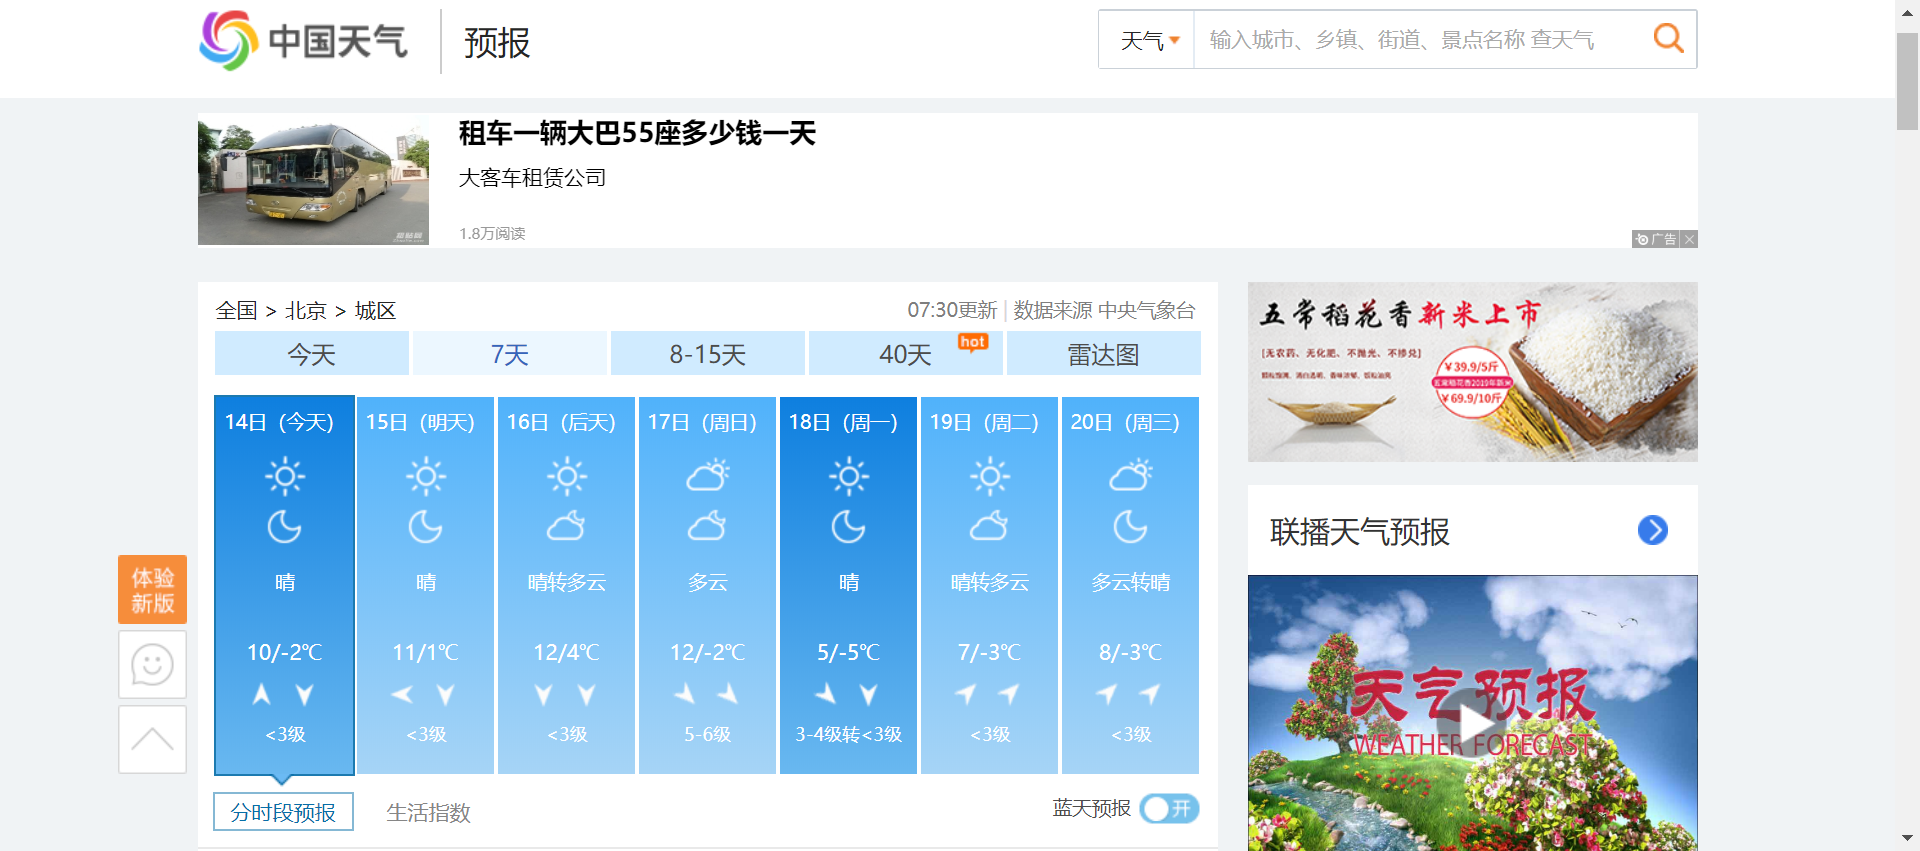 中国天气
预报
天气
输入城市、乡镇、街道、景点名称 查天气
租车一辆大巴55座多少钱一天
大客车租赁公司
1.8万阅读
广告
全国 > 北京 > 城区
07:30更新 | 数据来源 中央气象台
今天
7天
8-15天
40天
hot
雷达图
14日（今天）
晴
10/-2℃
<3级
15日（明天）
晴
11/1℃
<3级
16日（后天）
晴转多云
12/4℃
<3级
17日（周日）
多云
12/-2℃
5-6级
18日（周一）
晴
5/-5℃
3-4级转<3级
19日（周二）
晴转多云
7/-3℃
<3级
20日（周三）
多云转晴
8/-3℃
<3级
分时段预报
生活指数
蓝天预报
开
体验
新版
五常稻花香新米上市
[无农药、无化肥、不抛光、不掺兑]
￥39.9/5斤
五常稻花香2019年新米
￥69.9/10斤
联播天气预报
天气预报
WEATHER FORECAST